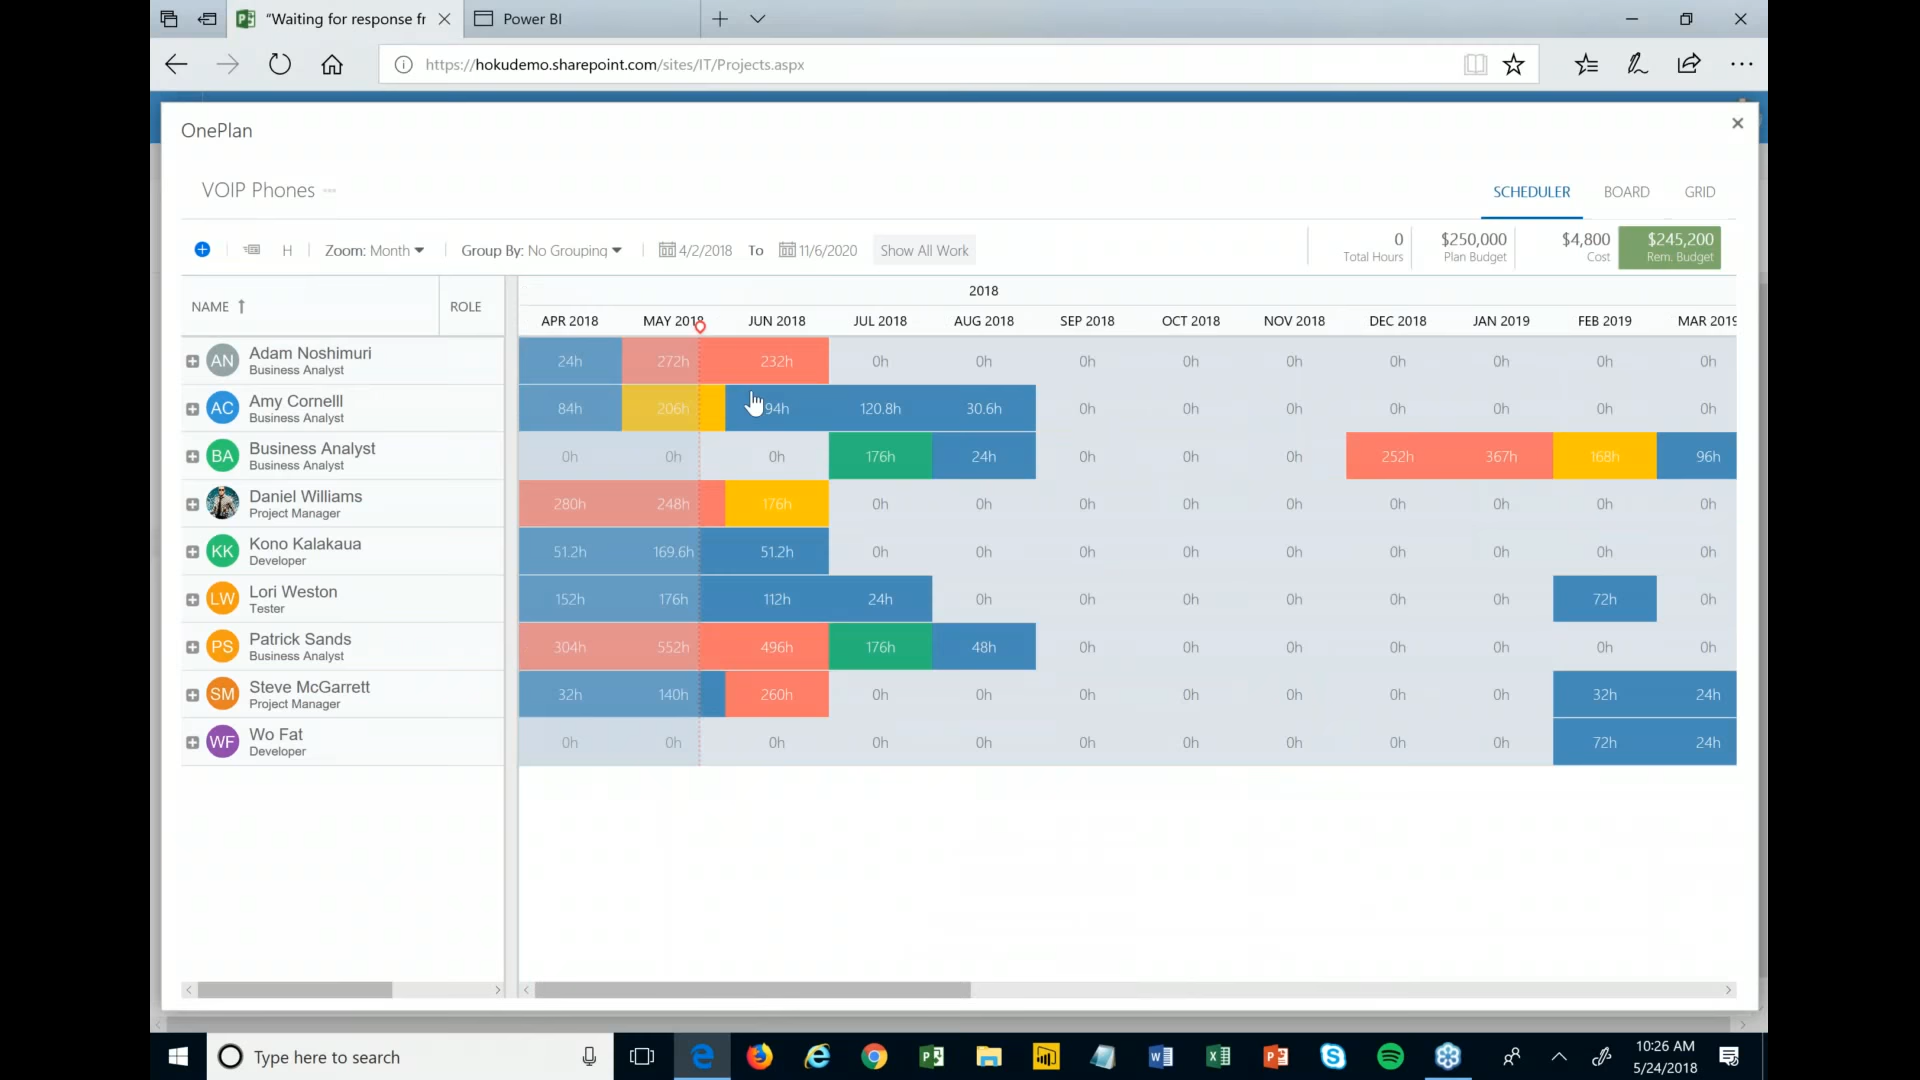 "Waiting for response fr
Power BI
https://hokudemo.sharepoint.com/sites/IT/Projects.aspx
OnePlan
VOIP Phones
SCHEDULER BOARD GRID
H Zoom: Month Group By: No Grouping 4/2/2018 To 11/6/2020 Show All Work
0 $250,000 $4,800 $245,200
Total Hours Plan Budget Cost Rem. Budget
2018
NAME ROLE
APR 2018 MAY 2018 JUN 2018 JUL 2018 AUG 2018 SEP 2018 OCT 2018 NOV 2018 DEC 2018 JAN 2019 FEB 2019 MAR 2019
AN Adam Noshimuri 24h 272h 232h 0h 0h 0h 0h 0h 0h 0h 0h 0h
Business Analyst
AC Amy Cornelll 84h 206h 94h 120.8h 30.6h 0h 0h 0h 0h 0h 0h 0h
Business Analyst
BA Business Analyst 0h 0h 0h 176h 24h 0h 0h 0h 252h 367h 168h 96h
Business Analyst
Daniel Williams 280h 248h 176h 0h 0h 0h 0h 0h 0h 0h 0h 0h
Project Manager
KK Kono Kalakaua 51.2h 169.6h 51.2h 0h 0h 0h 0h 0h 0h 0h 0h 0h
Developer
LW Lori Weston 152h 176h 112h 24h 0h 0h 0h 0h 0h 0h 72h 0h
Tester
PS Patrick Sands 304h 552h 496h 176h 48h 0h 0h 0h 0h 0h 0h 0h
Business Analyst
SM Steve McGarrett 32h 140h 260h 0h 0h 0h 0h 0h 0h 0h 32h 24h
Project Manager
WF Wo Fat 0h 0h 0h 0h 0h 0h 0h 0h 0h 0h 72h 24h
Developer
Type here to search
10:26 AM
5/24/2018